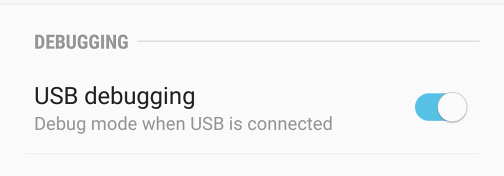 DEBUGGING
USB debugging
Debug mode when USB is connected